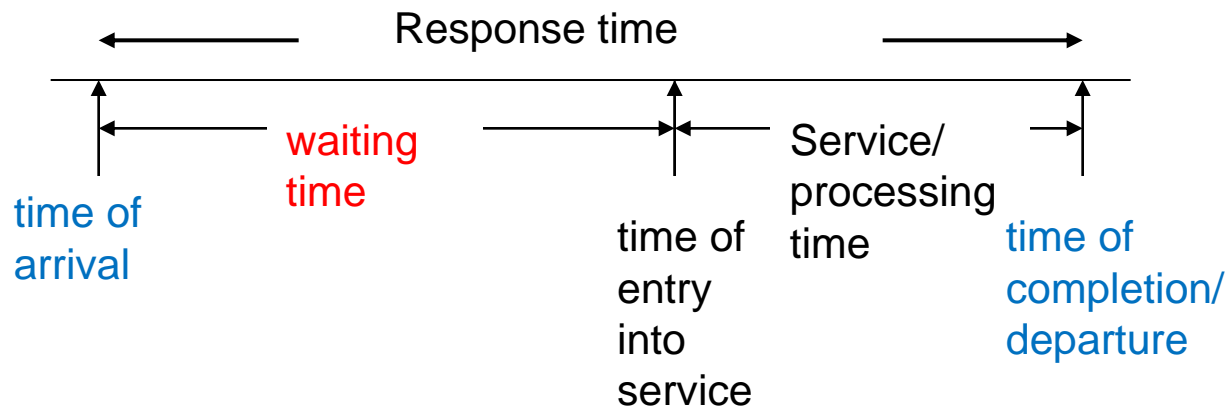 Response time
waiting
time
Service/
processing
time
time of
arrival
time of
entry
into
service
time of
completion/
departure